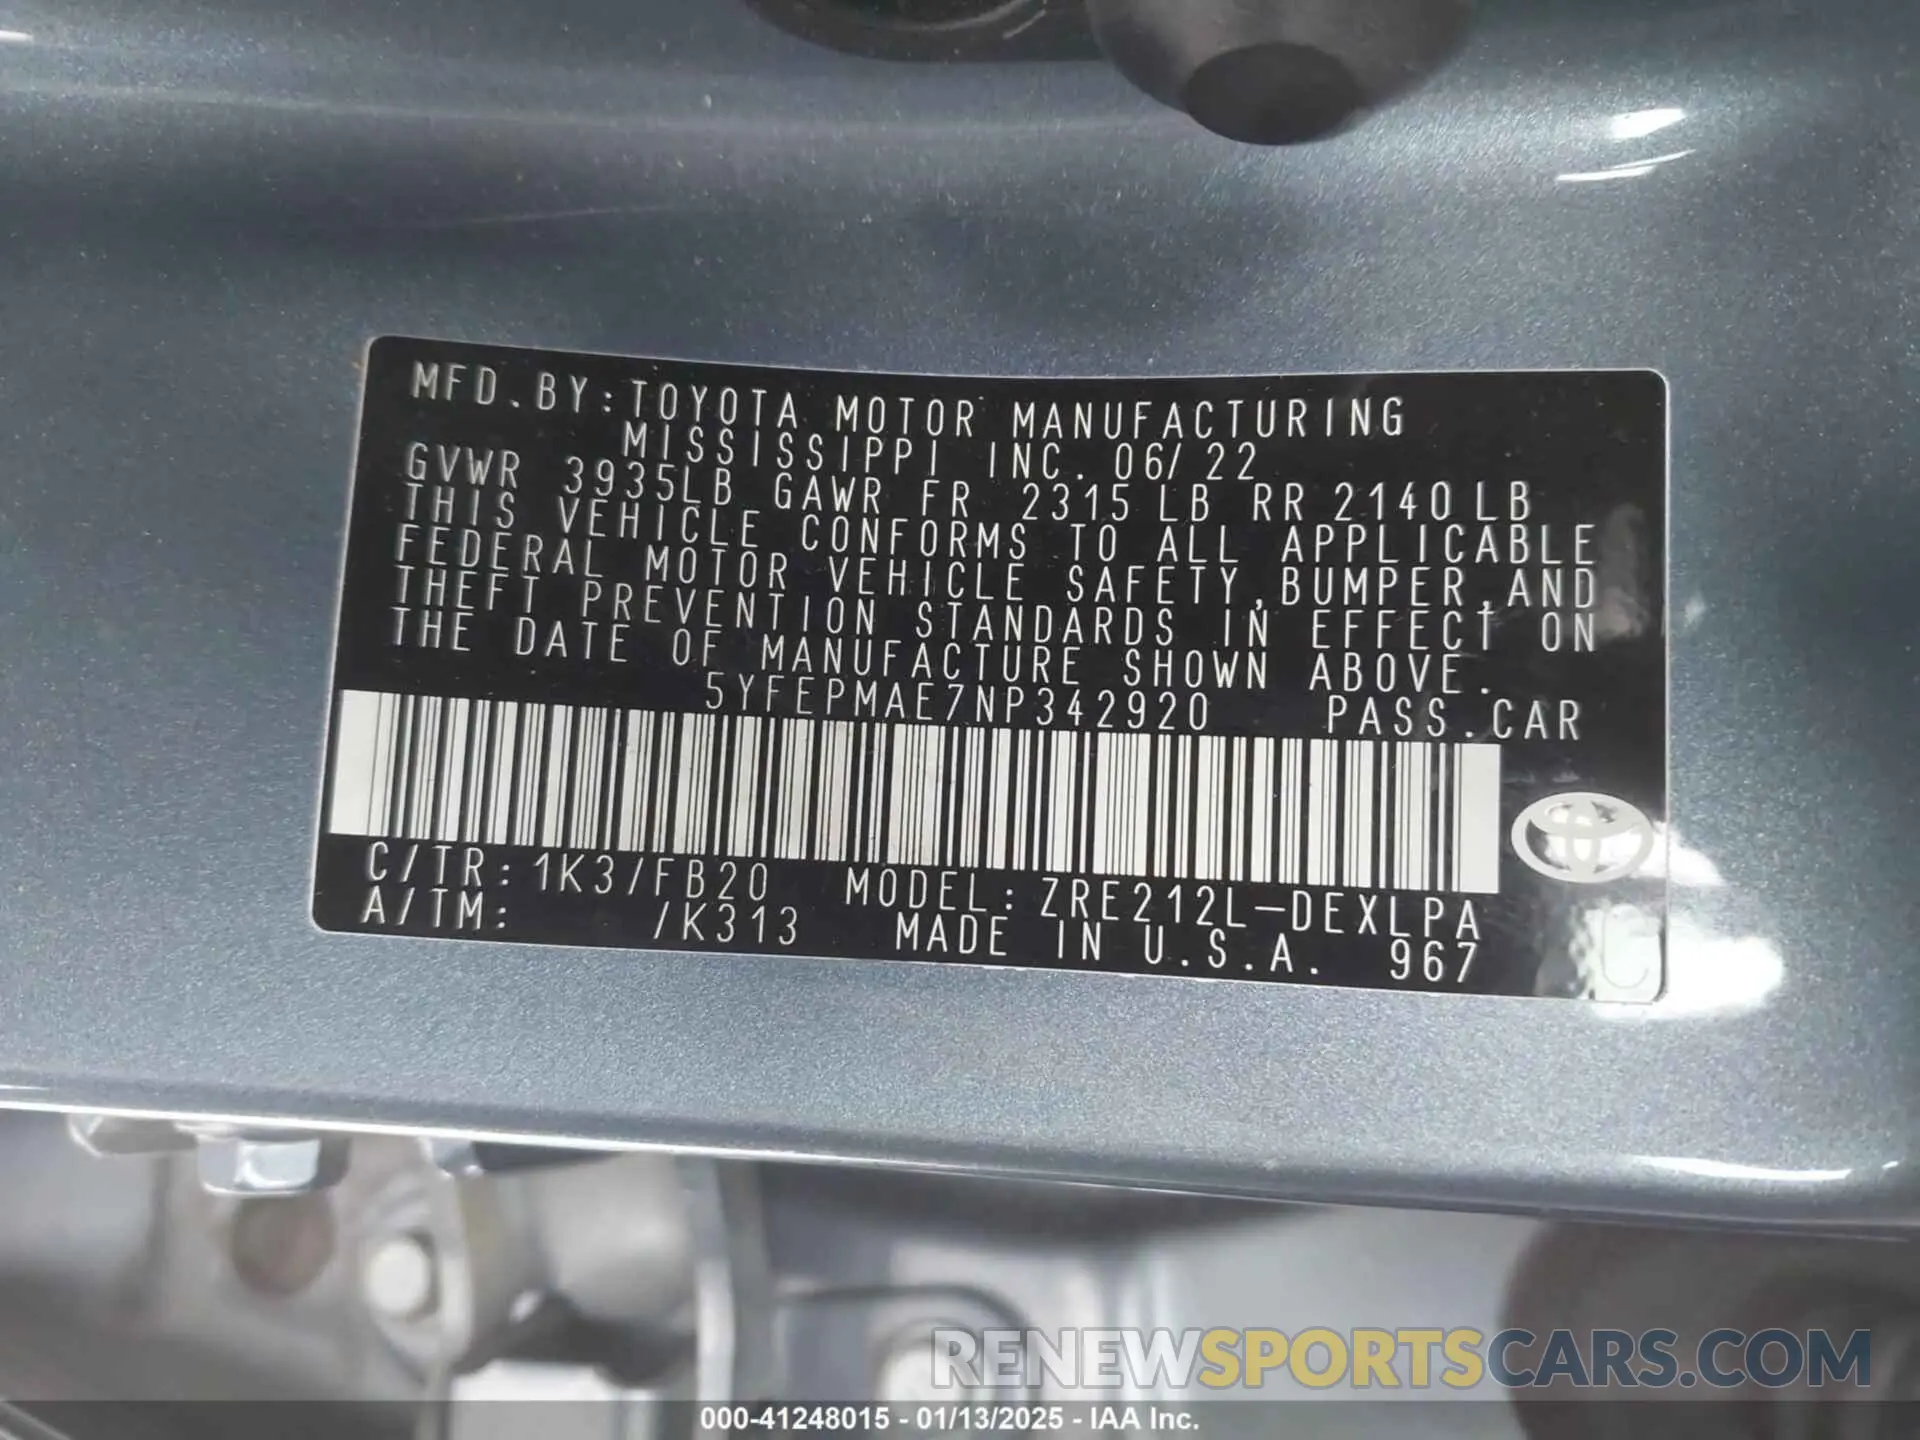 MFD.BY:TOYOTA MOTOR MANUFACTURING
MISSISSIPPI INC. 06/22
GVWR 3935LB GAWR FR 2315LB RR 2140LB
THIS VEHICLE CONFORMS TO ALL APPLICABLE
FEDERAL MOTOR VEHICLE SAFETY,BUMPER,AND
THEFT PREVENTION STANDARDS IN EFFECT ON
THE DATE OF MANUFACTURE SHOWN ABOVE.
5YFEPMAE7NP342920 PASS.CAR
C/TR:1K3/FB20 MODEL:ZRE212L-DEXLPA
A/TM: /K313 MADE IN U.S.A. 967
C
RENEWSPORTSCARS.COM
000-41248015 - 01/13/2025 - IAA Inc.